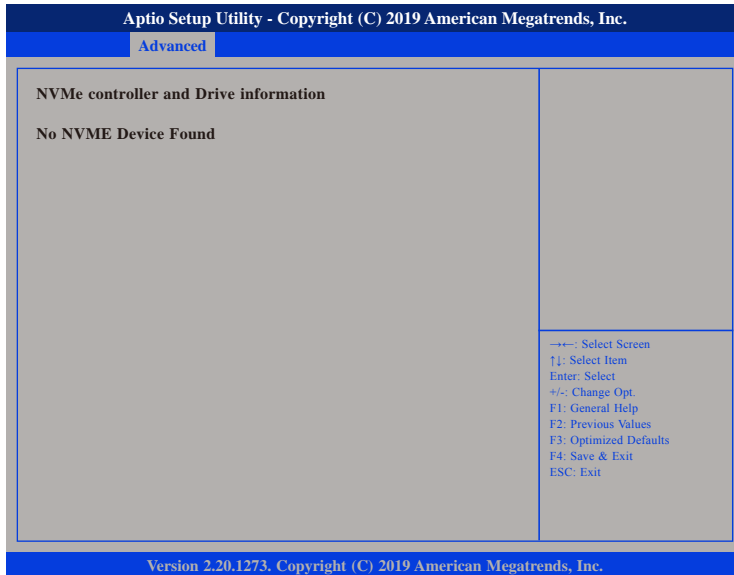 Aptio Setup Utility - Copyright (C) 2019 American Megatrends, Inc.
Advanced
NVMe controller and Drive information
No NVME Device Found
→←: Select Screen
↑↓: Select Item
Enter: Select
+/-: Change Opt.
F1: General Help
F2: Previous Values
F3: Optimized Defaults
F4: Save & Exit
ESC: Exit
Version 2.20.1273. Copyright (C) 2019 American Megatrends, Inc.